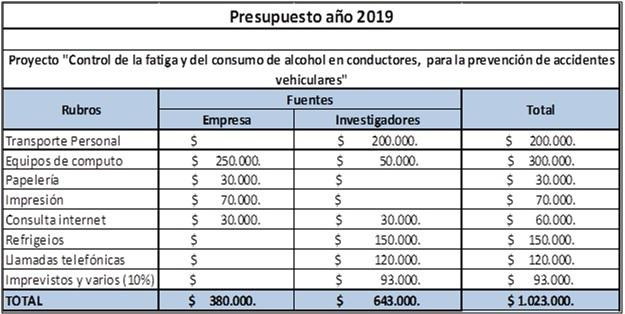 Presupuesto año 2019
Proyecto "Control de la fatiga y del consumo de alcohol en conductores, para la prevención de accidentes
vehiculares"
Rubros Fuentes Total
Empresa Investigadores
Transporte Personal $ $ 200.000. $ 200.000.
Equipos de computo $ 250.000. $ 50.000. $ 300.000.
Papelería $ 30.000. $ $ 30.000.
Impresión $ 70.000. $ $ 70.000.
Consulta internet $ 30.000. $ 30.000. $ 60.000.
Refrigeios $ $ 150.000. $ 150.000.
Llamadas telefónicas $ $ 120.000. $ 120.000.
Imprevistos y varios (10%) $ $ 93.000. $ 93.000.
TOTAL $ 380.000. $ 643.000. $ 1.023.000.